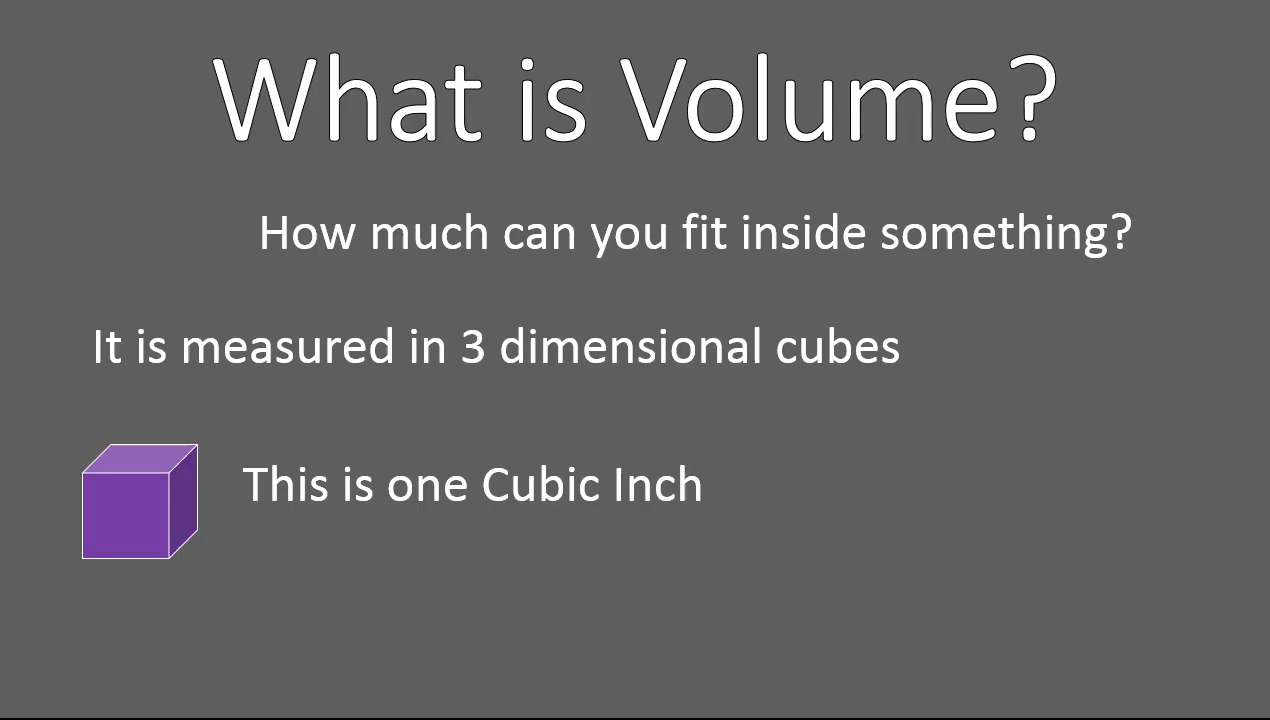 What is Volume?
How much can you fit inside something?
It is measured in 3 dimensional cubes
This is one Cubic Inch